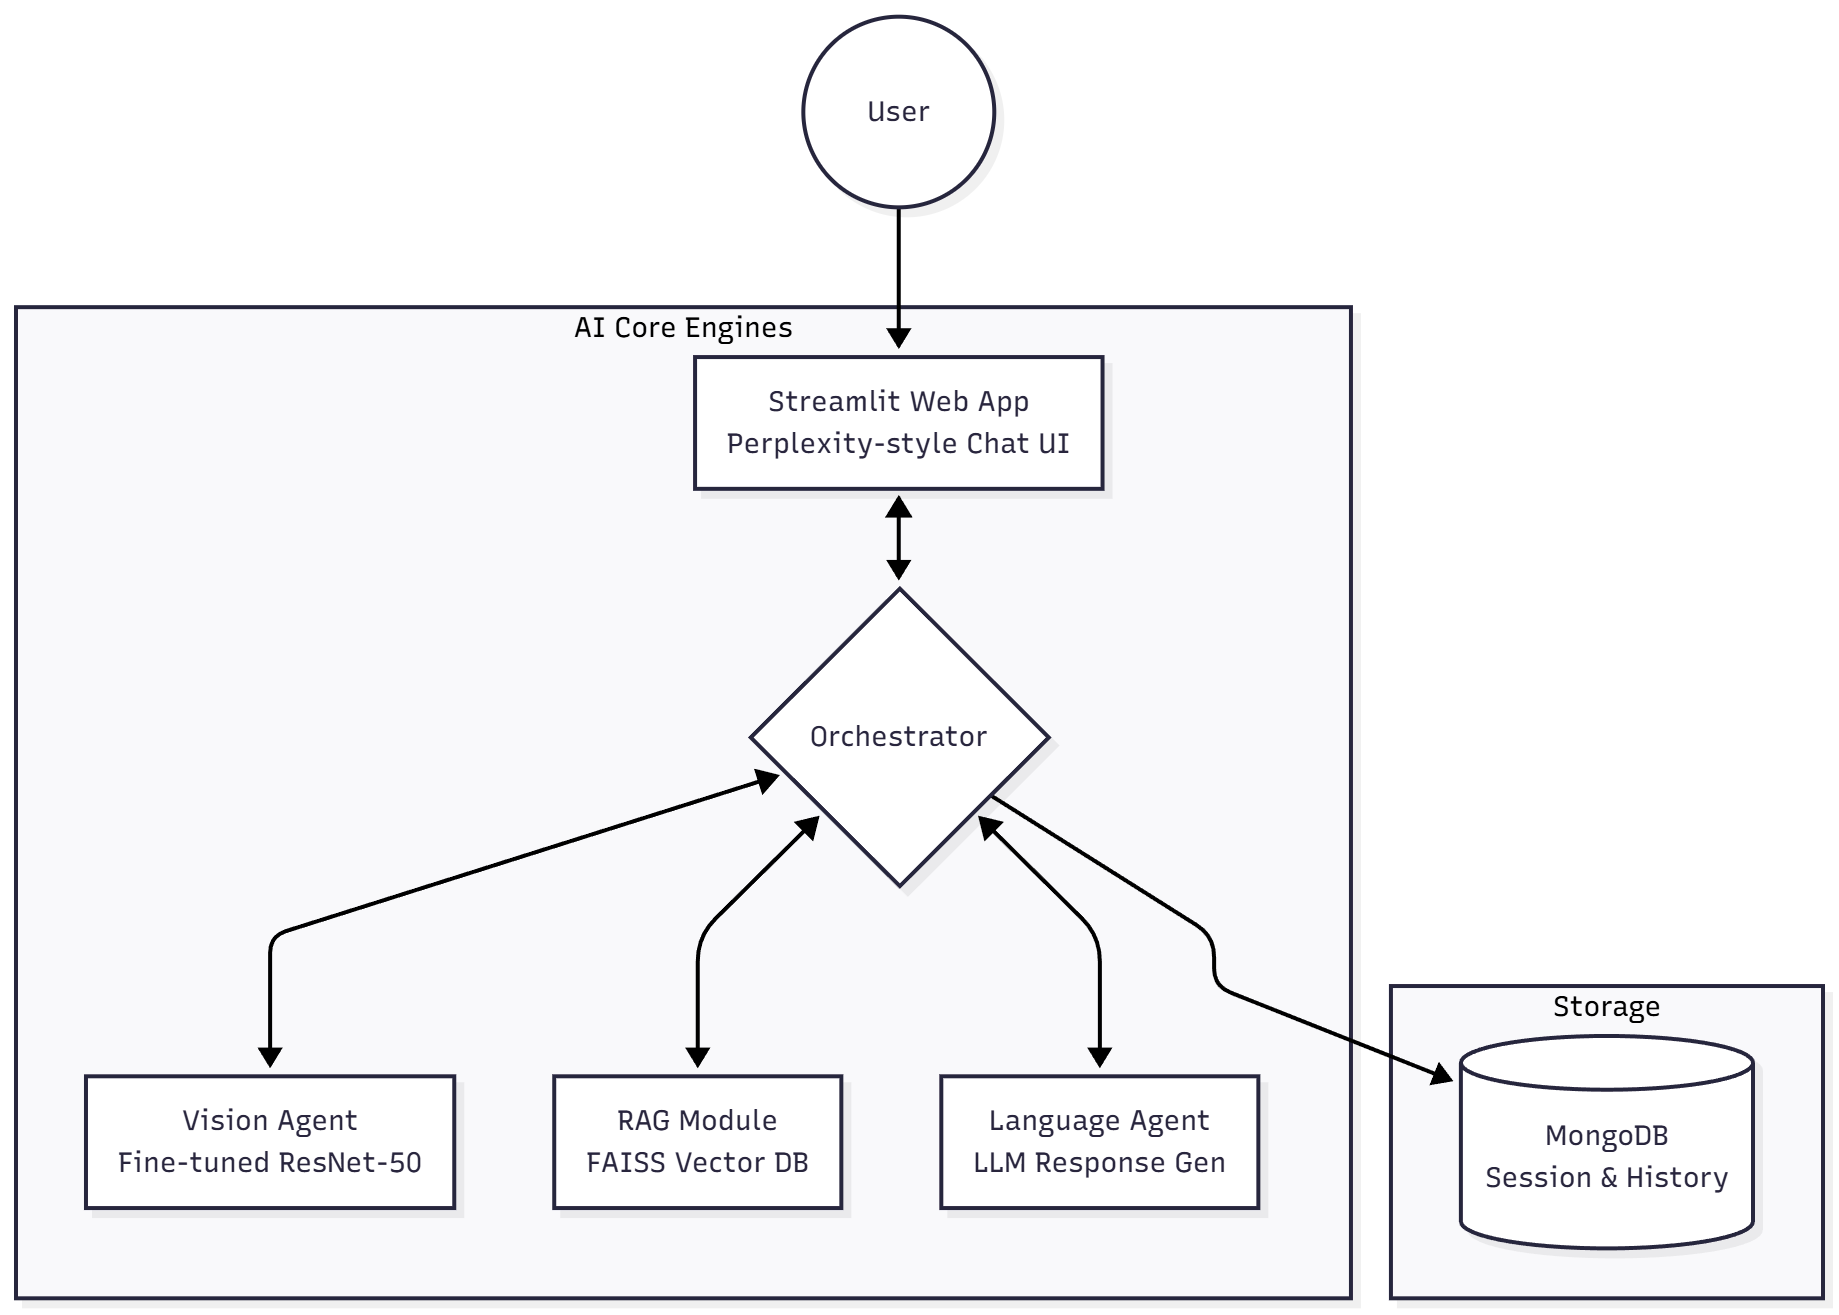 User
AI Core Engines
Streamlit Web App
Perplexity-style Chat UI
Orchestrator
Storage
Vision Agent
Fine-tuned ResNet-50
RAG Module
FAISS Vector DB
Language Agent
LLM Response Gen
MongoDB
Session & History